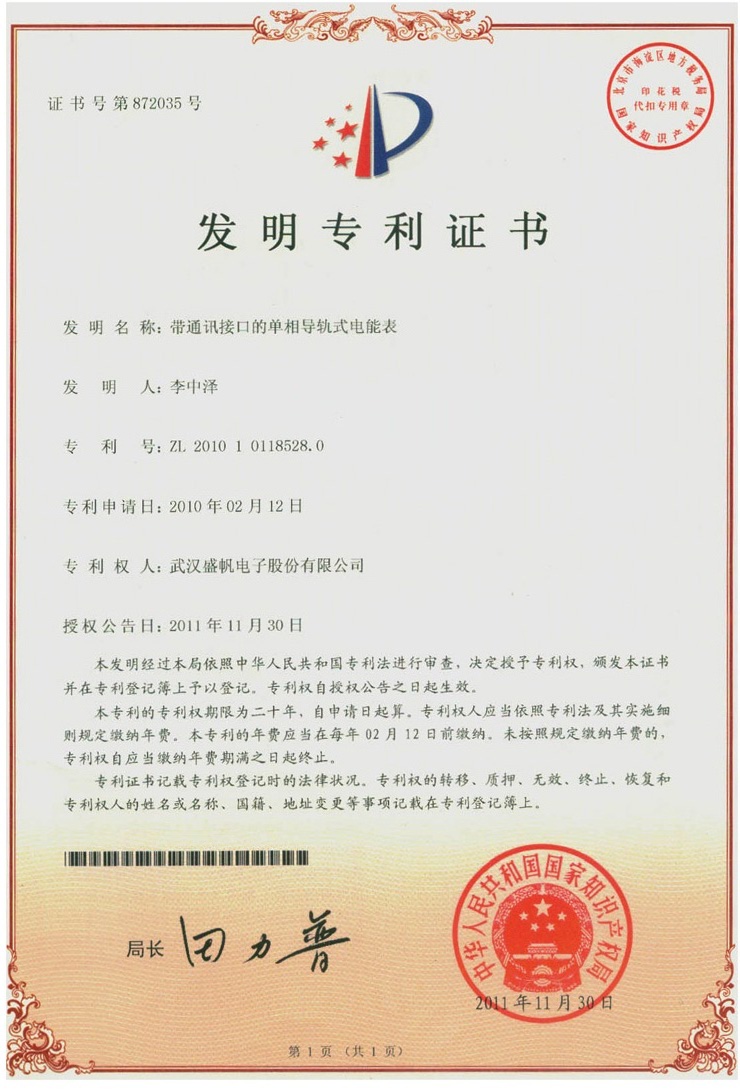 证书号第872035号
北京市海淀区地方税务局
印花税
代扣专用章
国家知识产权局
发明专利证书
发明名称：带通讯接口的单相导轨式电能表
发明人：李中泽
专利号：ZL 2010 1 0118528.0
专利申请日：2010年02月12日
专利权人：武汉盛帆电子股份有限公司
授权公告日：2011年11月30日
本发明经过本局依照中华人民共和国专利法进行审查，决定授予专利权，颁发本证书
并在专利登记簿上予以登记。专利权自授权公告之日起生效。
本专利的专利权期限为二十年，自申请日起算。专利权人应当依照专利法及其实施细
则规定缴纳年费。本专利的年费应当在每年02月12日前缴纳。未按照规定缴纳年费的，
专利权自应当缴纳年费期满之日起终止。
专利证书记载专利权登记时的法律状况。专利权的转移、质押、无效、终止、恢复和
专利权人的姓名或名称、国籍、地址变更等事项记载在专利登记簿上。
局长 田力普
中华人民共和国国家知识产权局
2011年11月30日
第1页（共1页）